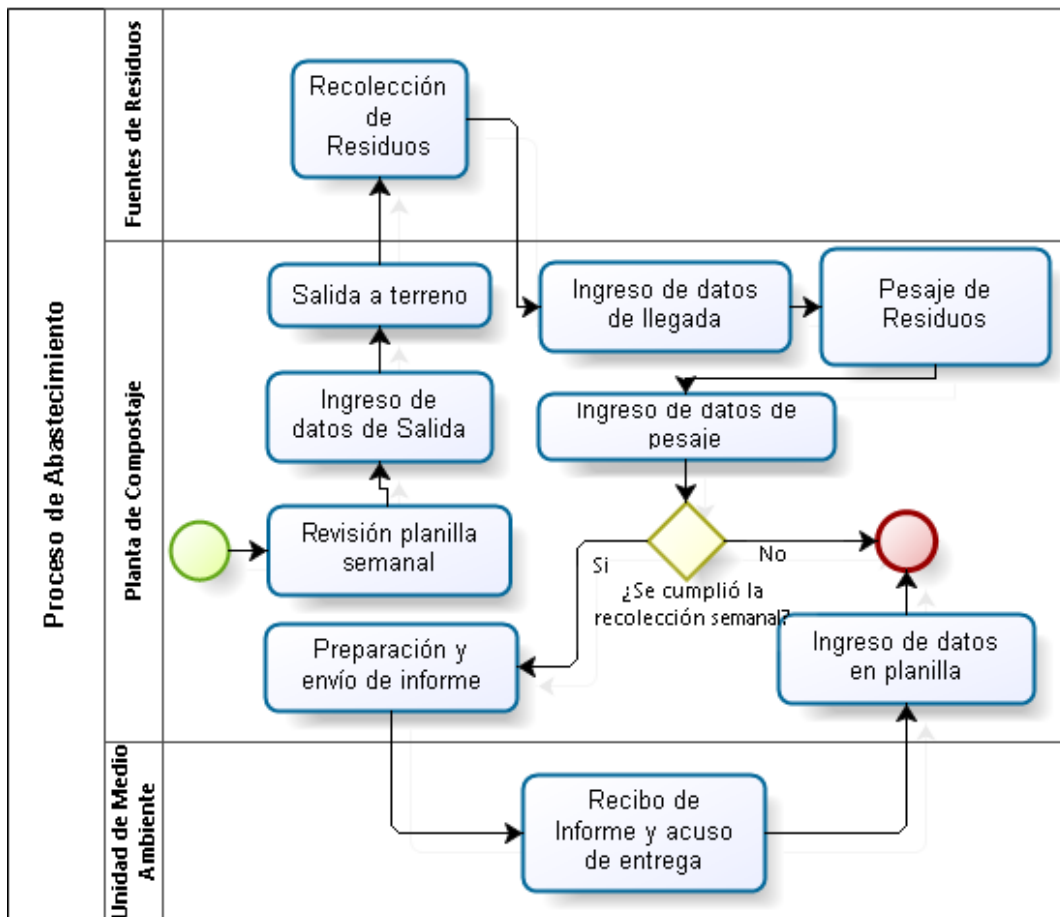 Proceso de Abastecimiento
Fuentes de Residuos
Recolección
de
Residuos
Planta de Compostaje
Salida a terreno
Ingreso de datos
de llegada
Pesaje de
Residuos
Ingreso de
datos de Salida
Ingreso de datos de
pesaje
Revisión planilla
semanal
Si
No
¿Se cumplió la
recolección semanal?
Preparación y
envío de informe
Ingreso de datos
en planilla
Unidad de Medio
Ambiente
Recibo de
Informe y acuso
de entrega